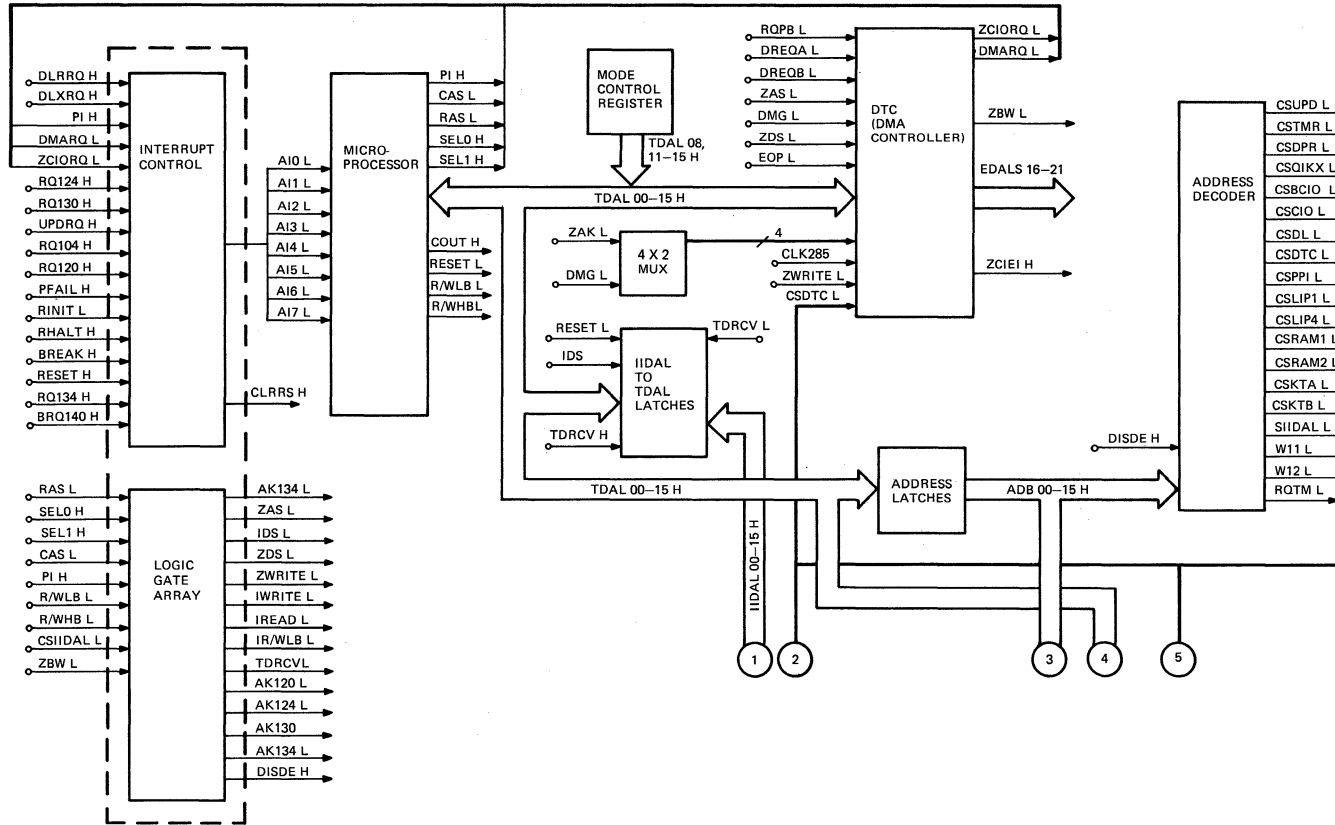 DLRRQ H
DLXRQ H
PI H
DMARQ L
ZCIORQ L
RQ124 H
RQ130 H
UPDRQ H
RQ104 H
RQ120 H
PFAIL H
RINIT L
RHALT H
BREAK H
RESET H
RQ134 H
BRQ140 H
INTERRUPT
CONTROL
CLRRS H
AI0 L
AI1 L
AI2 L
AI3 L
AI4 L
AI5 L
AI6 L
AI7 L
MICRO-
PROCESSOR
PI H
CAS L
RAS L
SEL0 H
SEL1 H
COUT H
RESET L
R/WLB L
R/WHB L
MODE
CONTROL
REGISTER
TDAL 08,
11–15 H
TDAL 00–15 H
ZAK L
DMG L
4 X 2
MUX
4
RQPB L
DREQA L
DREQB L
ZAS L
DMG L
ZDS L
EOP L
CLK285
ZWRITE L
CSDTC L
DTC
(DMA
CONTROLLER)
ZCIORQ L
DMARQ L
ZBW L
EDALS 16–21
ZCIEI H
RESET L
IDS
TDRCV H
IIDAL
TO
TDAL
LATCHES
TDRCV L
TDAL 00–15 H
IIDAL 00–15 H
ADDRESS
LATCHES
ADB 00–15 H
DISDE H
ADDRESS
DECODER
CSUPD L
CSTMR L
CSDPR L
CSQIKX L
CSBCIO L
CSCIO L
CSDL L
CSDTC L
CSPPI L
CSLIP1 L
CSLIP4 L
CSRAM1 L
CSRAM2 L
CSKTA L
CSKTB L
SIIDAL L
W11 L
W12 L
RQTM L
RAS L
SEL0 H
SEL1 H
CAS L
PI H
R/WLB L
R/WHB L
CSIIDAL L
ZBW L
LOGIC
GATE
ARRAY
AK134 L
ZAS L
IDS L
ZDS L
ZWRITE L
IWRITE L
IREAD L
IR/WLB L
TDRCVL
AK120 L
AK124 L
AK130
AK134 L
DISDE H
1
2
3
4
5